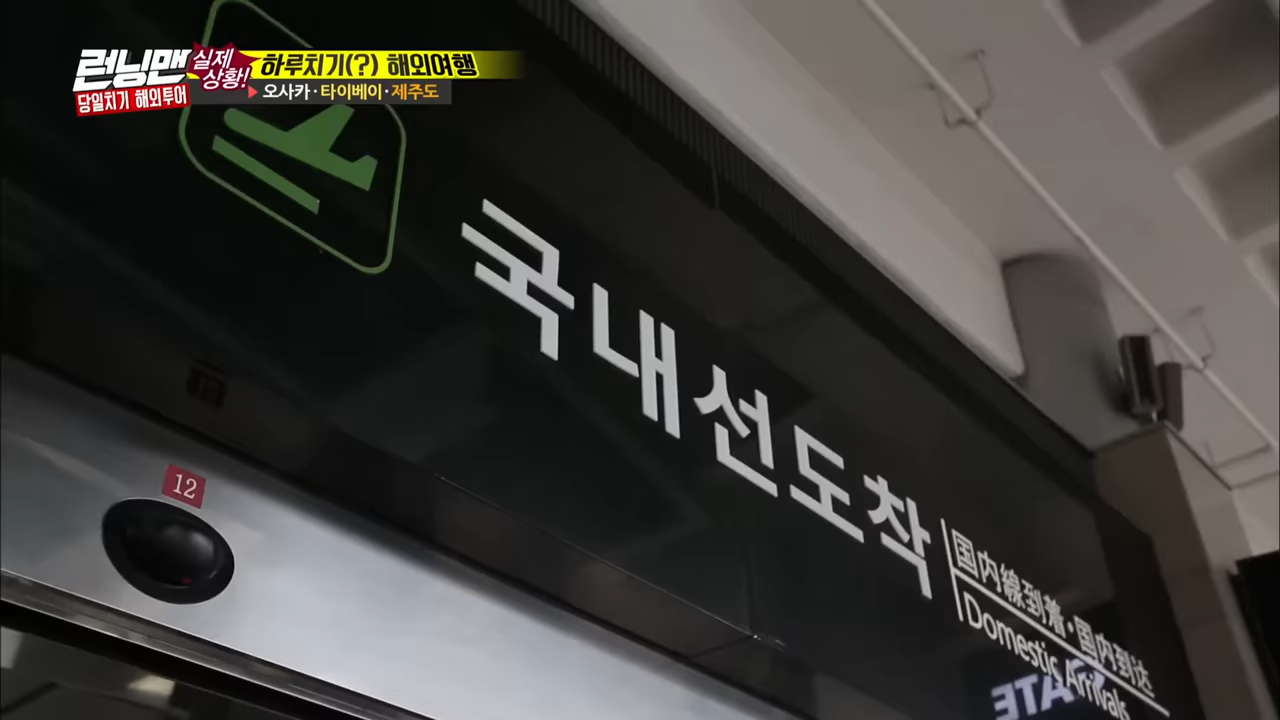 런닝맨
당일치기 해외투어
실제
상황!
하루치기(?) 해외여행
오사카·타이베이·제주도
국내선도착
国内線到着·国内到达
Domestic Arrivals
12